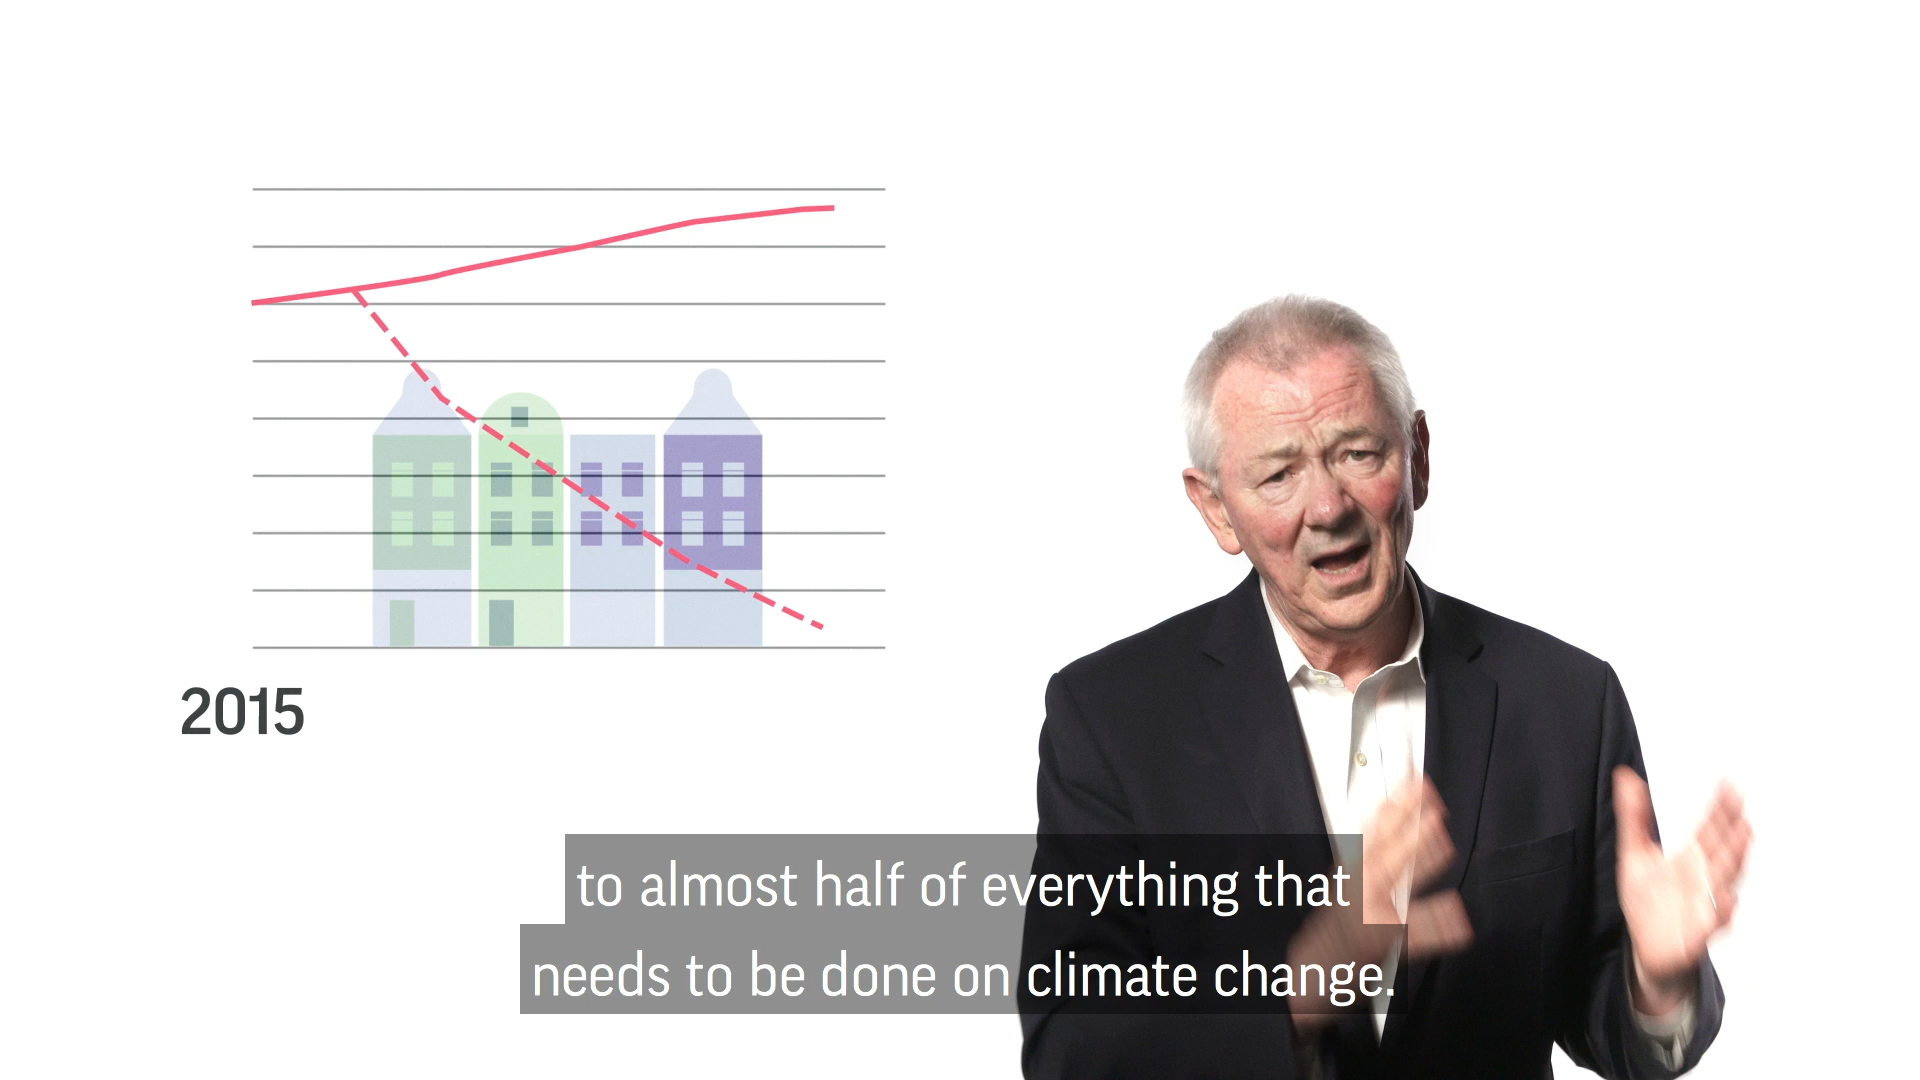 2015
to almost half of everything that
needs to be done on climate change.